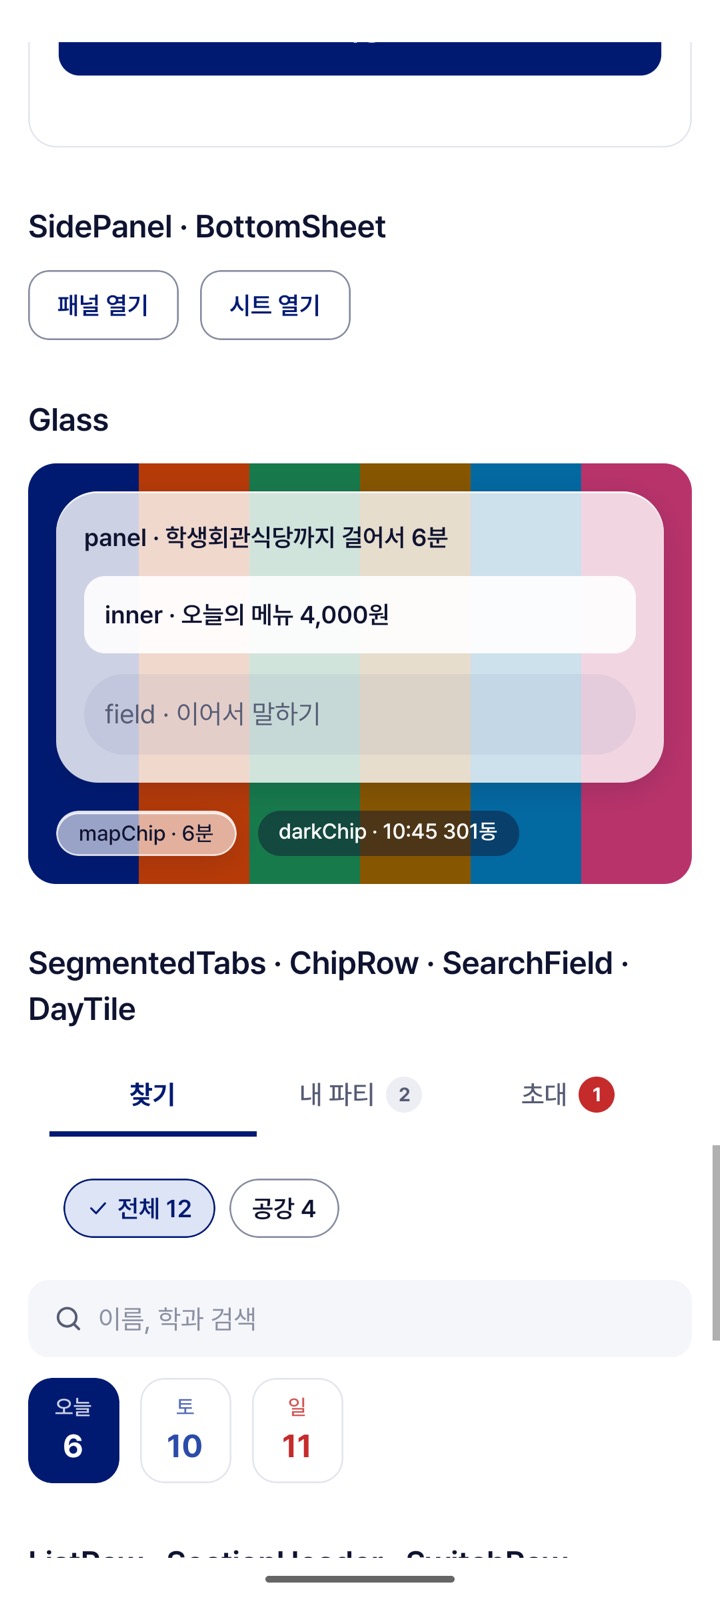 SidePanel · BottomSheet
패널 열기
시트 열기
Glass
panel · 학생회관식당까지 걸어서 6분
inner · 오늘의 메뉴 4,000원
field · 이어서 말하기
mapChip · 6분
darkChip · 10:45 301동
SegmentedTabs · ChipRow · SearchField ·
DayTile
찾기
내 파티 2
초대 1
전체 12
공강 4
이름, 학과 검색
오늘
6
토
10
일
11
ListRow · SectionHeader · SwitchRow